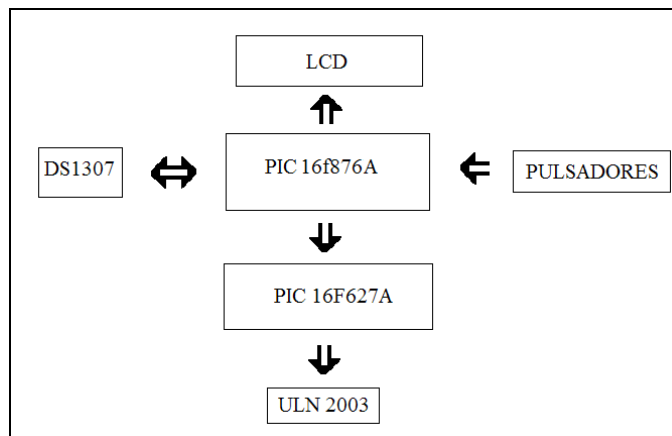 LCD
DS1307
PIC 16f876A
PULSADORES
PIC 16F627A
ULN 2003